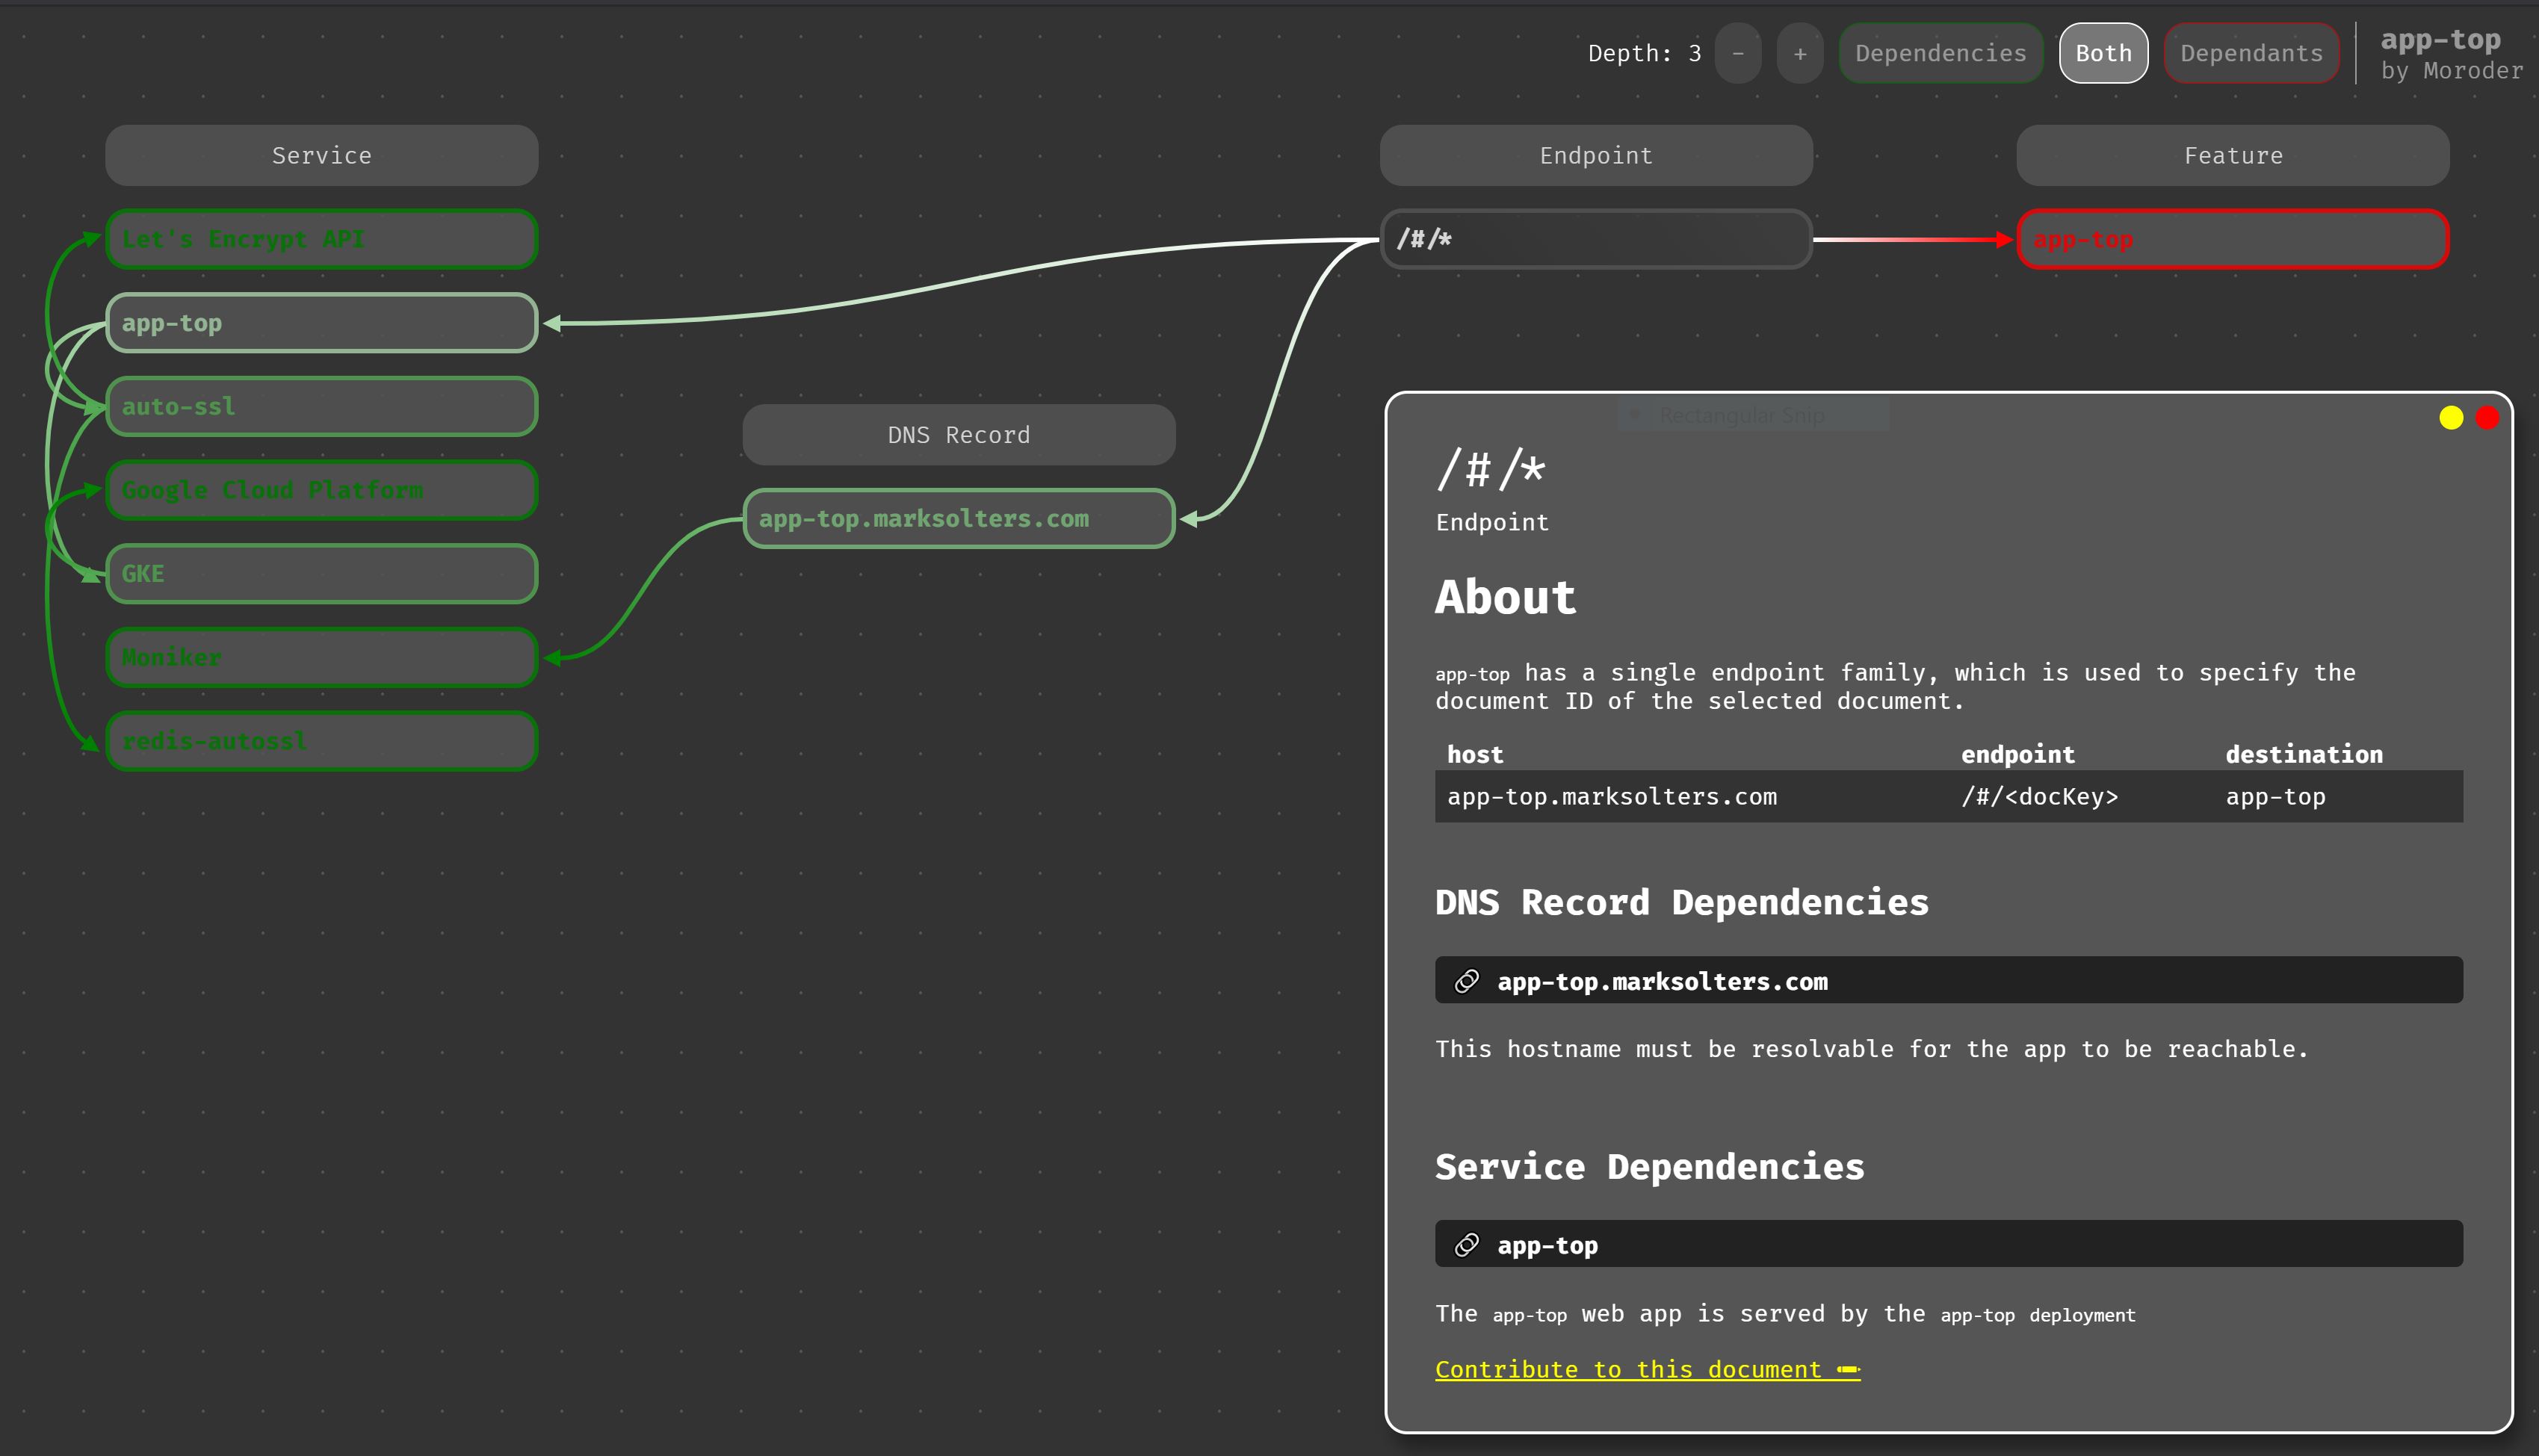 Depth: 3 - + Dependencies Both Dependants
app-top
by Moroder
Service
Let's Encrypt API
app-top
auto-ssl
Google Cloud Platform
GKE
Moniker
redis-autossl
DNS Record
app-top.marksolters.com
Endpoint
/#/*
Feature
app-top
Rectangular Snip
/#/*
Endpoint
About
app-top has a single endpoint family, which is used to specify the
document ID of the selected document.
host endpoint destination
app-top.marksolters.com /#/<docKey> app-top
DNS Record Dependencies
app-top.marksolters.com
This hostname must be resolvable for the app to be reachable.
Service Dependencies
app-top
The app-top web app is served by the app-top deployment
Contribute to this document